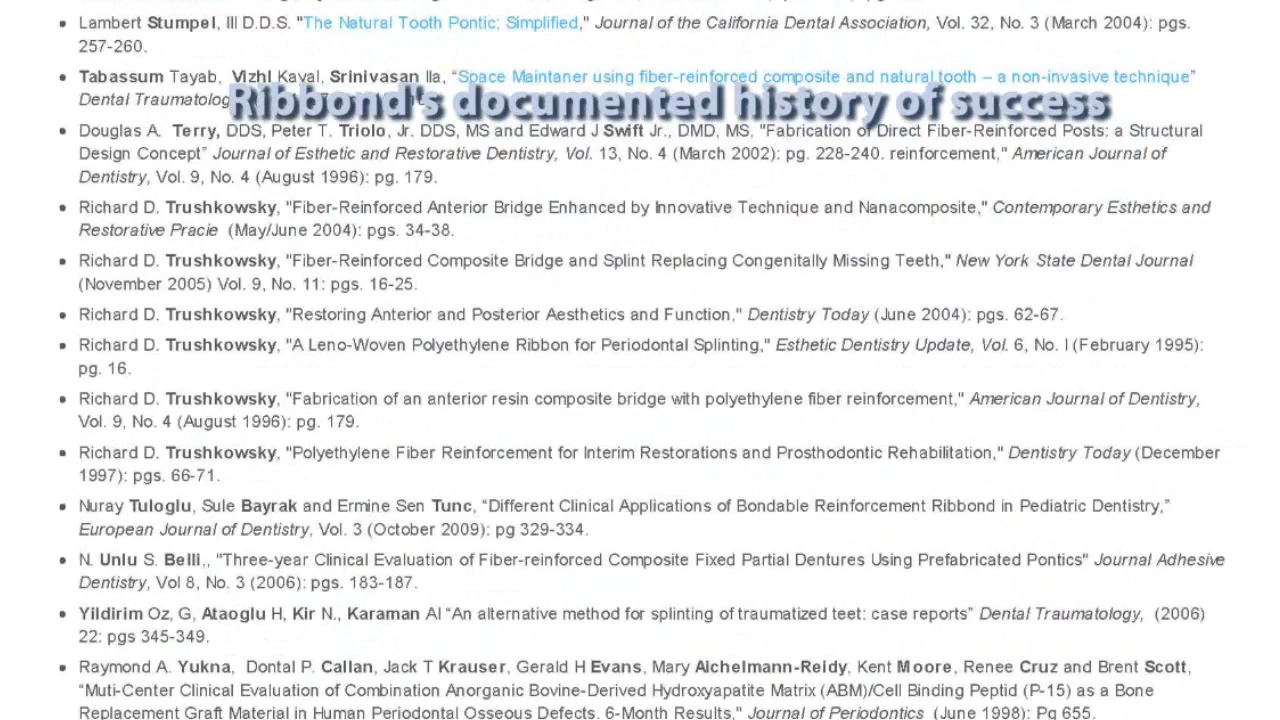 Lambert Stumpel, III D.D.S. "The Natural Tooth Pontic; Simplified," Journal of the California Dental Association, Vol. 32, No. 3 (March 2004): pgs.
257-260.
Tabassum Tayab, Vizhi Kayal, Srinivasan Ila, “Space Maintaner using fiber-reinforced composite and natural tooth – a non-invasive technique”
Dental Traumatolog
Ribbond's documented history of success
Douglas A. Terry, DDS, Peter T. Triolo, Jr. DDS, MS and Edward J Swift Jr., DMD, MS, "Fabrication of Direct Fiber-Reinforced Posts: a Structural
Design Concept” Journal of Esthetic and Restorative Dentistry, Vol. 13, No. 4 (March 2002): pg. 228-240. reinforcement," American Journal of
Dentistry, Vol. 9, No. 4 (August 1996): pg. 179.
Richard D. Trushkowsky, "Fiber-Reinforced Anterior Bridge Enhanced by Innovative Technique and Nanacomposite," Contemporary Esthetics and
Restorative Pracie (May/June 2004): pgs. 34-38.
Richard D. Trushkowsky, "Fiber-Reinforced Composite Bridge and Splint Replacing Congenitally Missing Teeth," New York State Dental Journal
(November 2005) Vol. 9, No. 11: pgs. 16-25.
Richard D. Trushkowsky, "Restoring Anterior and Posterior Aesthetics and Function," Dentistry Today (June 2004): pgs. 62-67.
Richard D. Trushkowsky, "A Leno-Woven Polyethylene Ribbon for Periodontal Splinting," Esthetic Dentistry Update, Vol. 6, No. I (February 1995):
pg. 16.
Richard D. Trushkowsky, "Fabrication of an anterior resin composite bridge with polyethylene fiber reinforcement," American Journal of Dentistry,
Vol. 9, No. 4 (August 1996): pg. 179.
Richard D. Trushkowsky, "Polyethylene Fiber Reinforcement for Interim Restorations and Prosthodontic Rehabilitation," Dentistry Today (December
1997): pgs. 66-71.
Nuray Tuloglu, Sule Bayrak and Ermine Sen Tunc, “Different Clinical Applications of Bondable Reinforcement Ribbond in Pediatric Dentistry,”
European Journal of Dentistry, Vol. 3 (October 2009): pg 329-334.
N. Unlu S. Belli,, "Three-year Clinical Evaluation of Fiber-reinforced Composite Fixed Partial Dentures Using Prefabricated Pontics" Journal Adhesive
Dentistry, Vol 8, No. 3 (2006): pgs. 183-187.
Yildirim Oz, G, Ataoglu H, Kir N., Karaman AI “An alternative method for splinting of traumatized teet: case reports” Dental Traumatology, (2006)
22: pgs 345-349.
Raymond A. Yukna, Dontal P. Callan, Jack T Krauser, Gerald H Evans, Mary Aichelmann-Reidy, Kent Moore, Renee Cruz and Brent Scott,
“Muti-Center Clinical Evaluation of Combination Anorganic Bovine-Derived Hydroxyapatite Matrix (ABM)/Cell Binding Peptid (P-15) as a Bone
Replacement Graft Material in Human Periodontal Osseous Defects. 6-Month Results," Journal of Periodontics (June 1998): Pg 655.